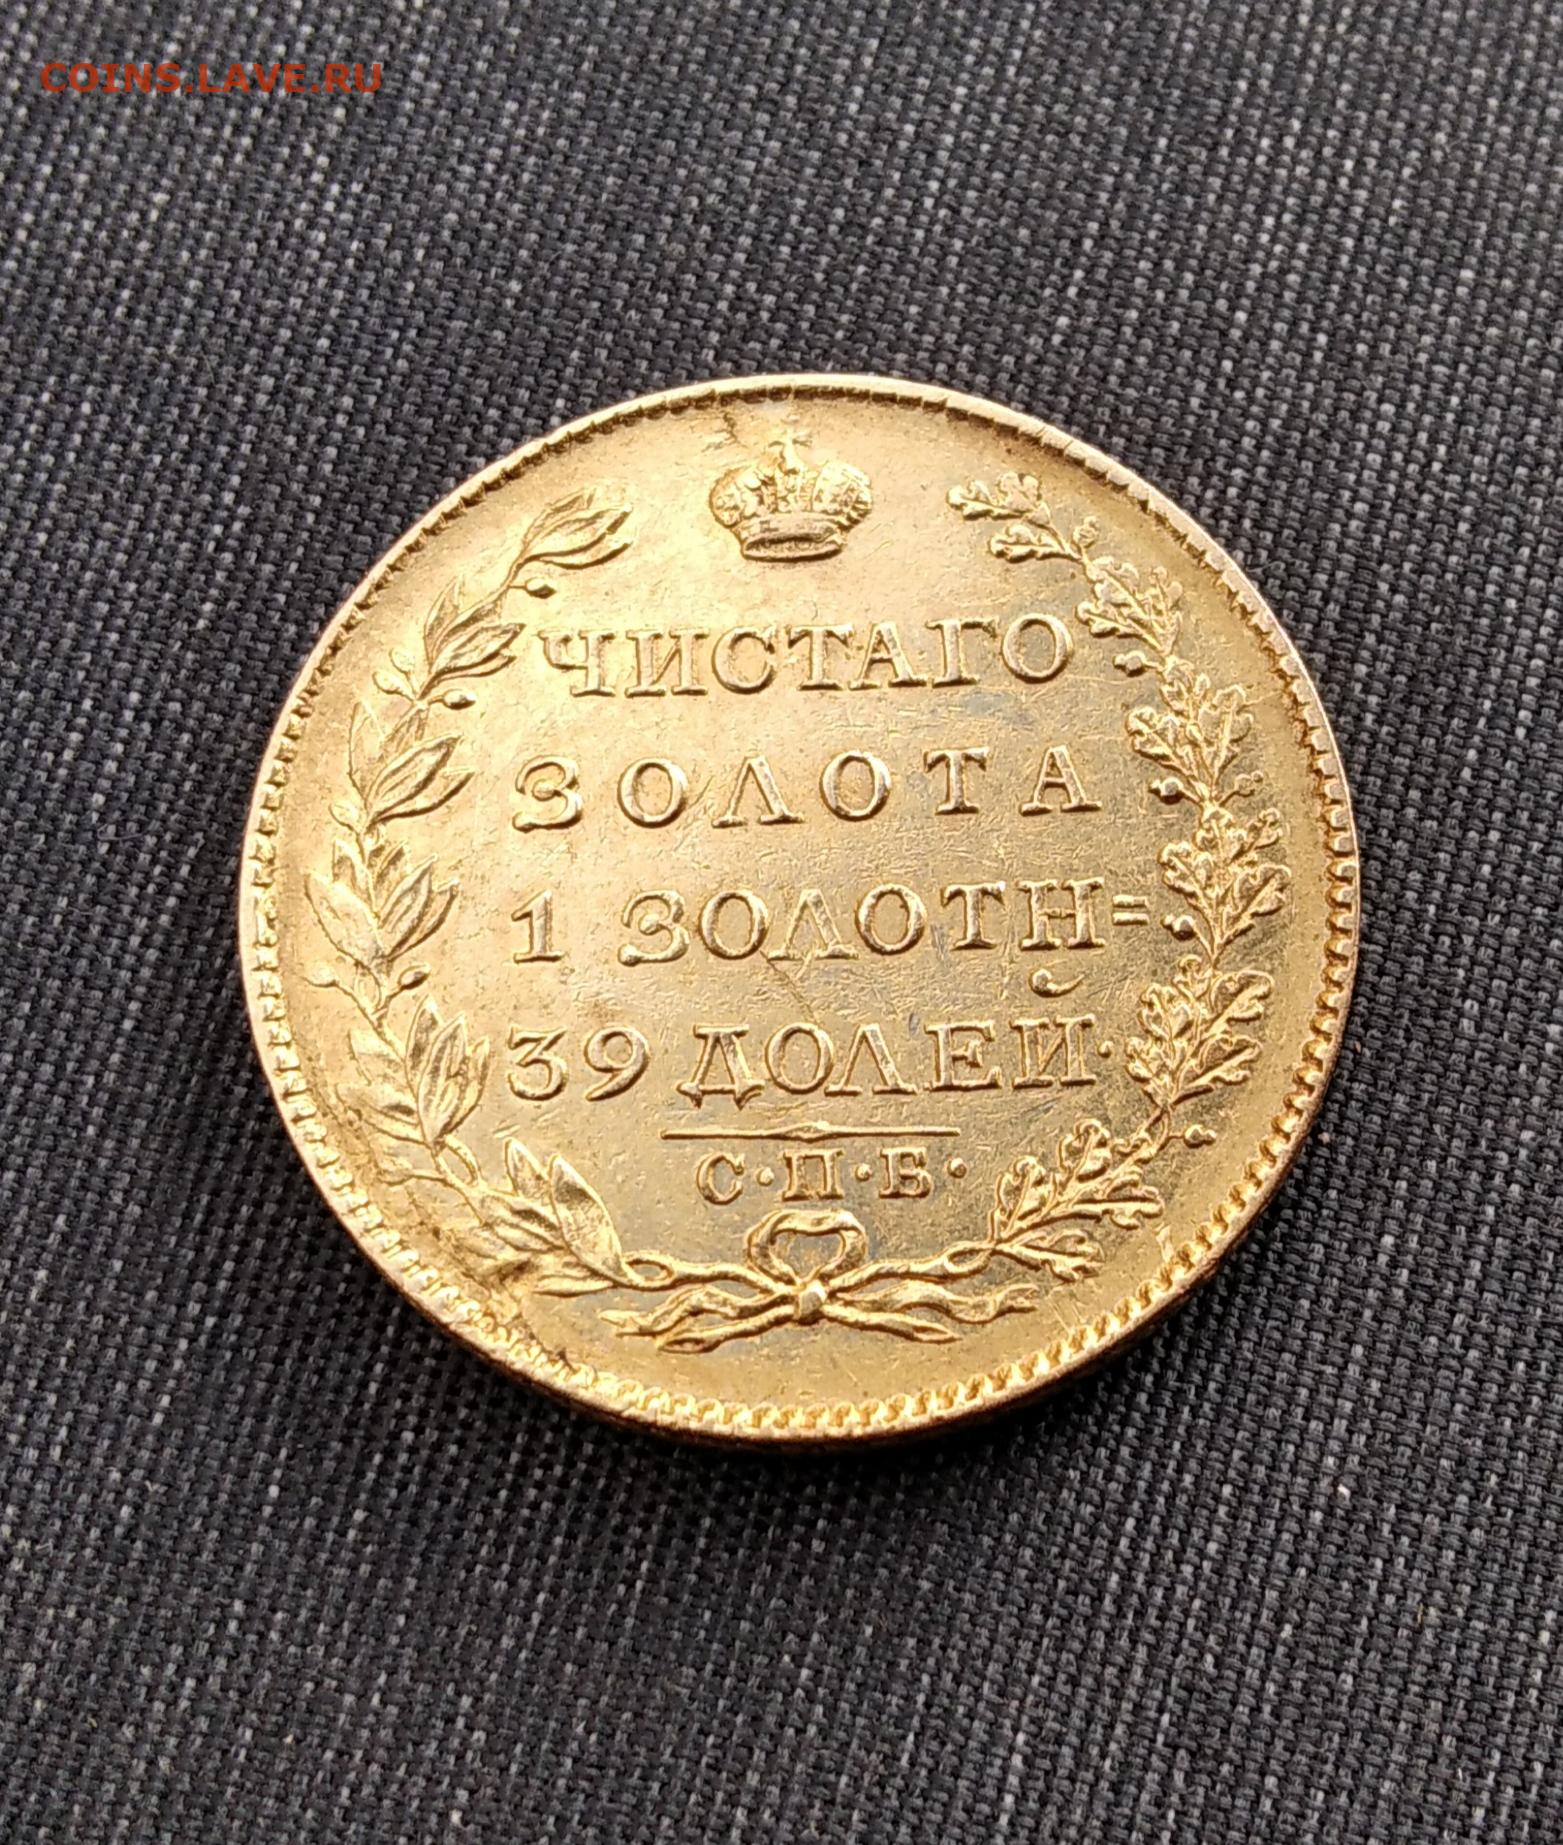 COINS.LAVE.RU
ЧИСТАГО
ЗОЛОТА
1 ЗОЛОТН=
39 ДОЛЕЙ·
С·П·Б·